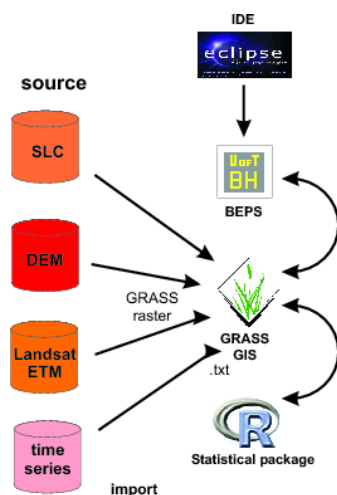 IDE
eclipse
source
SLC
UofT
BH
BEPS
DEM
GRASS
raster
GRASS
GIS
Landsat
ETM
.txt
time
series
R
Statistical package
import